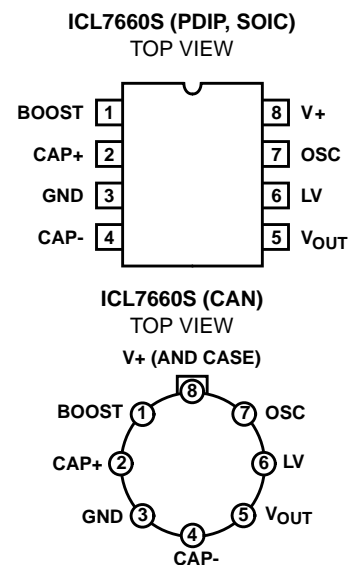 ICL7660S (PDIP, SOIC)
TOP VIEW
BOOST 1 8 V+
CAP+ 2 7 OSC
GND 3 6 LV
CAP- 4 5 VOUT
ICL7660S (CAN)
TOP VIEW
V+ (AND CASE)
8
BOOST 1 7 OSC
CAP+ 2 6 LV
GND 3 5 VOUT
4
CAP-